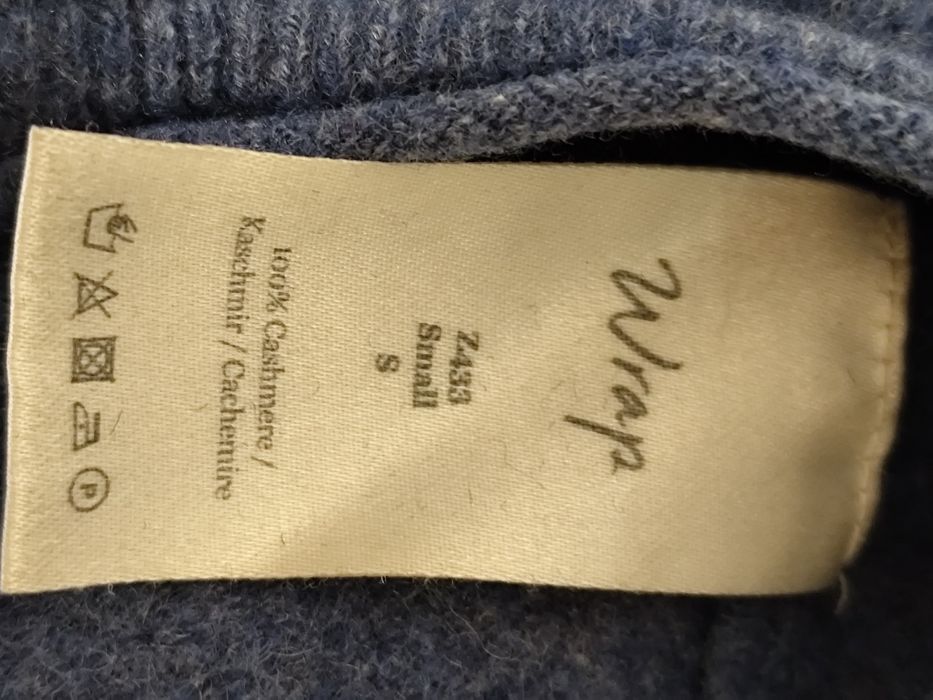 Wrap
Z433
Small
S
100% Cashmere /
Kaschmir / Cachemire
P